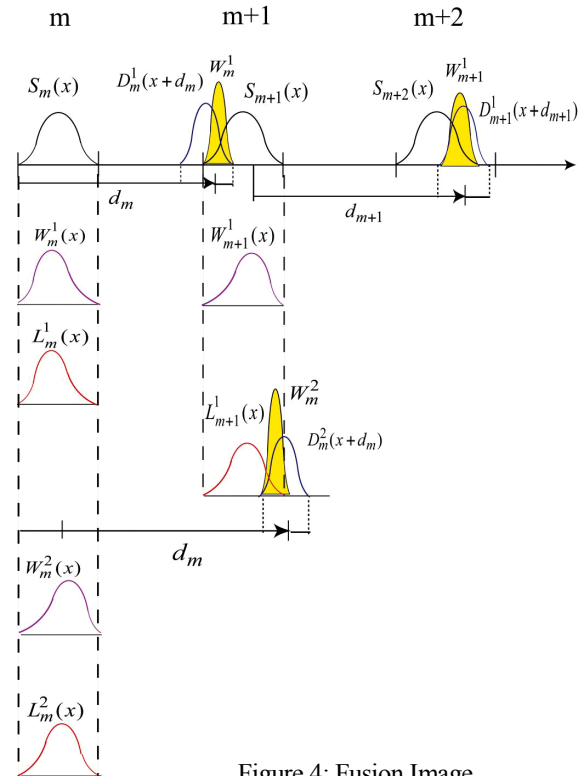 m m+1 m+2
S_m(x) D_m^1(x+d_m) W_m^1 S_{m+1}(x) S_{m+2}(x) W_{m+1}^1 D_{m+1}^1(x+d_{m+1})
d_m d_{m+1}
W_m^1(x) W_{m+1}^1(x)
L_m^1(x)
L_{m+1}^1(x) W_m^2 D_m^2(x+d_m)
d_m
W_m^2(x)
L_m^2(x)
Figure 4: Fusion Image